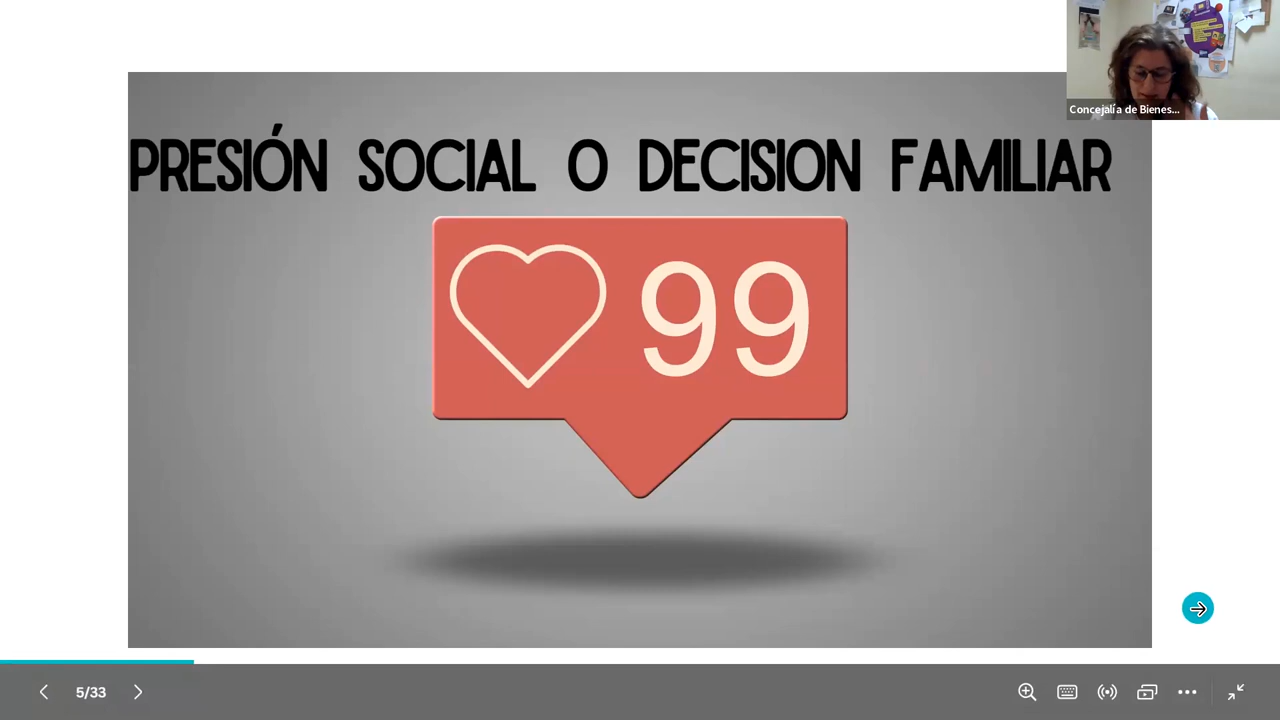 Concejalía de Bienes...
PRESIÓN SOCIAL O DECISION FAMILIAR
99
5/33